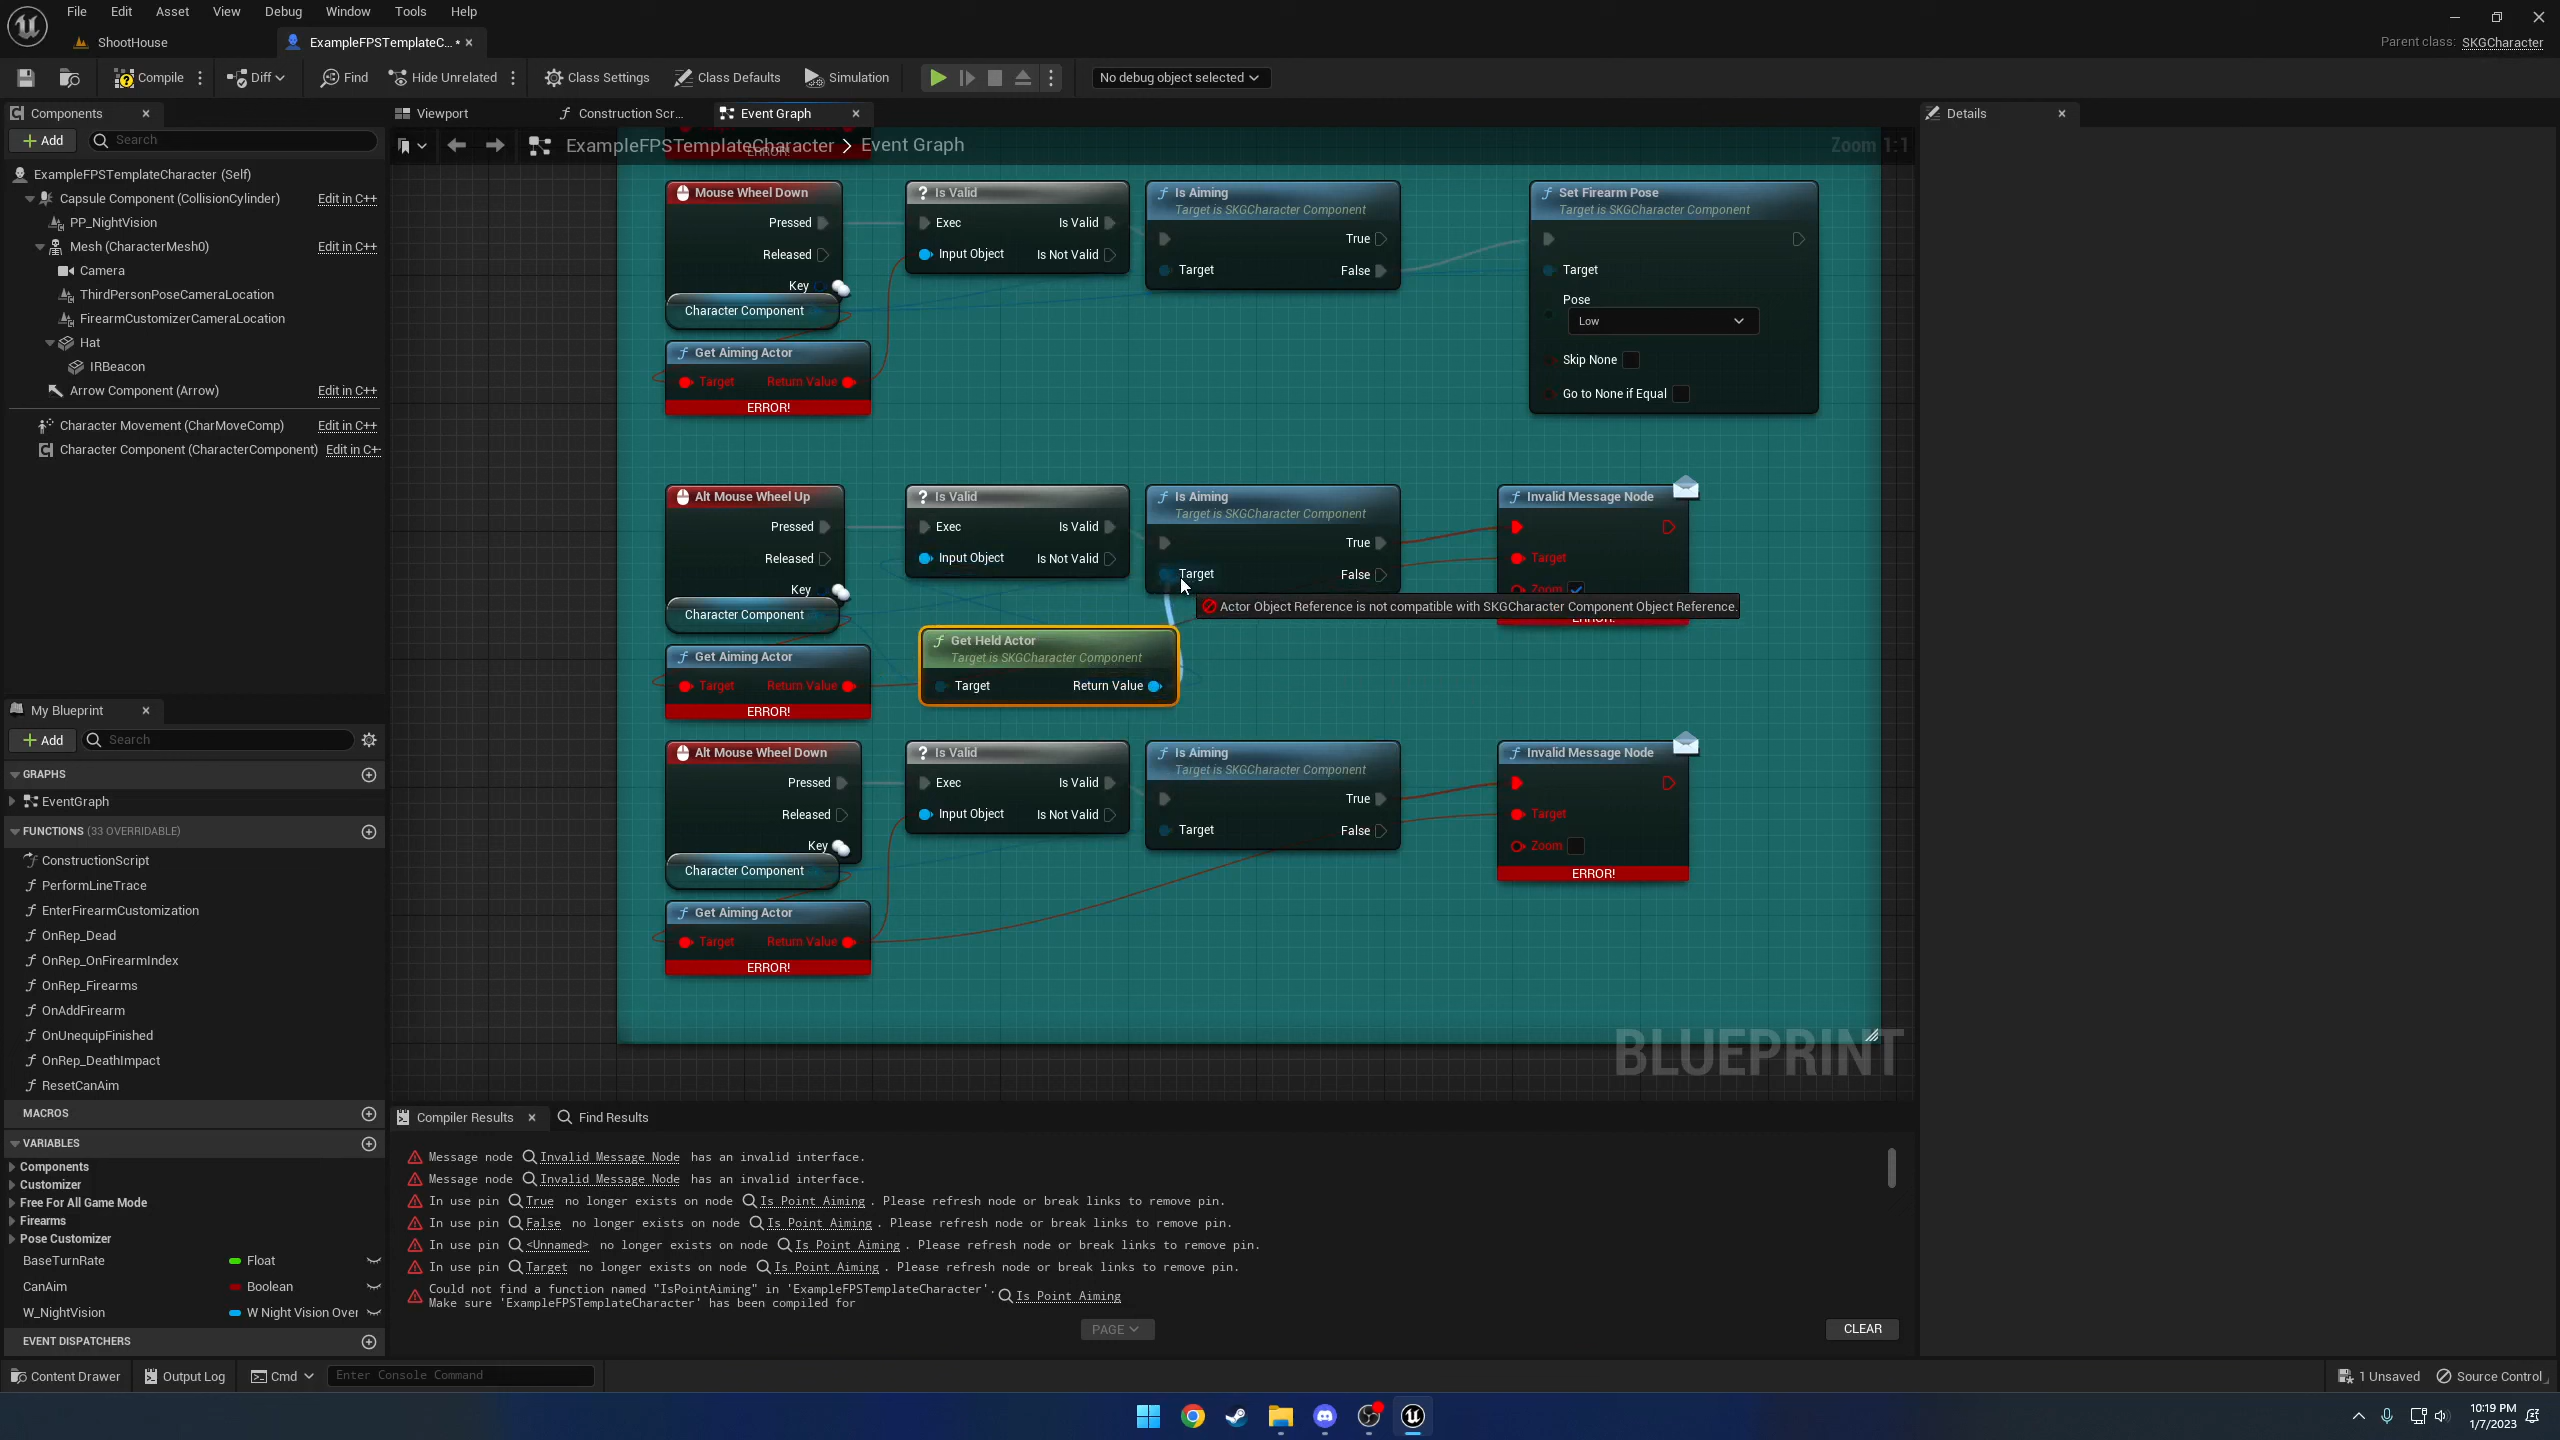 File Edit Asset View Debug Window Tools Help
ShootHouse
ExampleFPSTemplateC... •
Parent class: SKGCharacter
Compile
Diff
Find
Hide Unrelated
Class Settings
Class Defaults
Simulation
No debug object selected
Components
Viewport
Construction Scr...
Event Graph
Details
Add
Search
ExampleFPSTemplateCharacter > Event Graph
Zoom 1:1
ExampleFPSTemplateCharacter (Self)
Capsule Component (CollisionCylinder) Edit in C++
PP_NightVision
Mesh (CharacterMesh0) Edit in C++
Camera
ThirdPersonPoseCameraLocation
FirearmCustomizerCameraLocation
Hat
IRBeacon
Arrow Component (Arrow) Edit in C++
Character Movement (CharMoveComp) Edit in C++
Character Component (CharacterComponent) Edit in C+
ERROR!
Mouse Wheel Down
Pressed
Released
Key
Character Component
Get Aiming Actor
Target Return Value
ERROR!
Is Valid
Exec Is Valid
Input Object Is Not Valid
Is Aiming
Target is SKGCharacter Component
True
Target False
Set Firearm Pose
Target is SKGCharacter Component
Target
Pose
Low
Skip None
Go to None if Equal
Alt Mouse Wheel Up
Pressed
Released
Key
Character Component
Get Aiming Actor
Target Return Value
ERROR!
Is Valid
Exec Is Valid
Input Object Is Not Valid
Is Aiming
Target is SKGCharacter Component
True
Target False
Invalid Message Node
Target
Zoom
ERROR!
Actor Object Reference is not compatible with SKGCharacter Component Object Reference.
Get Held Actor
Target is SKGCharacter Component
Target Return Value
Alt Mouse Wheel Down
Pressed
Released
Key
Character Component
Get Aiming Actor
Target Return Value
ERROR!
Is Valid
Exec Is Valid
Input Object Is Not Valid
Is Aiming
Target is SKGCharacter Component
True
Target False
Invalid Message Node
Target
Zoom
ERROR!
BLUEPRINT
My Blueprint
Add
Search
GRAPHS
EventGraph
FUNCTIONS (33 OVERRIDABLE)
ConstructionScript
PerformLineTrace
EnterFirearmCustomization
OnRep_Dead
OnRep_OnFirearmIndex
OnRep_Firearms
OnAddFirearm
OnUnequipFinished
OnRep_DeathImpact
ResetCanAim
MACROS
VARIABLES
Components
Customizer
Free For All Game Mode
Firearms
Pose Customizer
BaseTurnRate Float
CanAim Boolean
W_NightVision W Night Vision Over
EVENT DISPATCHERS
Compiler Results
Find Results
Message node Invalid Message Node has an invalid interface.
Message node Invalid Message Node has an invalid interface.
In use pin True no longer exists on node Is Point Aiming . Please refresh node or break links to remove pin.
In use pin False no longer exists on node Is Point Aiming . Please refresh node or break links to remove pin.
In use pin <Unnamed> no longer exists on node Is Point Aiming . Please refresh node or break links to remove pin.
In use pin Target no longer exists on node Is Point Aiming . Please refresh node or break links to remove pin.
Could not find a function named "IsPointAiming" in 'ExampleFPSTemplateCharacter'.
Make sure 'ExampleFPSTemplateCharacter' has been compiled for Is Point Aiming
PAGE
CLEAR
Content Drawer
Output Log
Cmd
Enter Console Command
1 Unsaved
Source Control
10:19 PM
1/7/2023